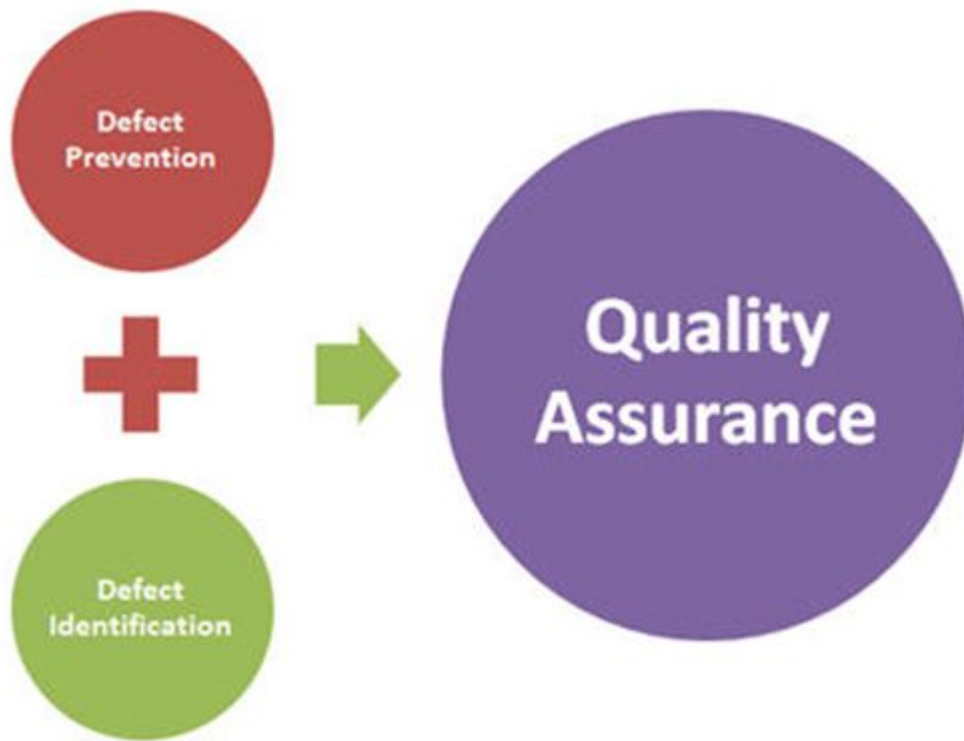 Defect
Prevention
Defect
Identification
Quality
Assurance